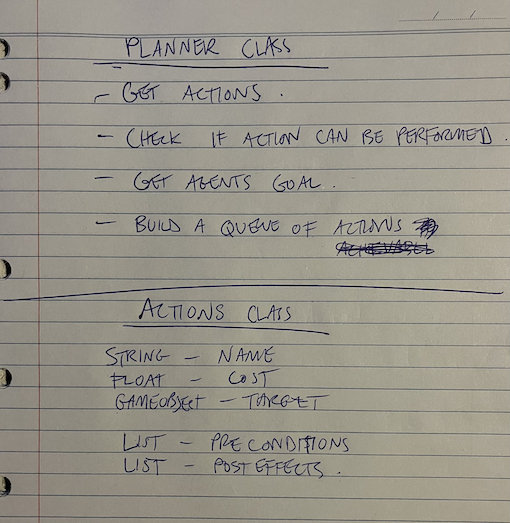 PLANNER CLASS
- GET ACTIONS.
- CHECK IF ACTION CAN BE PERFORMED.
- GET AGENTS GOAL.
- BUILD A QUEUE OF ACTIONS
ACTIONS CLASS
STRING - NAME
FLOAT - COST
GAMEOBJECT - TARGET
LIST - PRECONDITIONS
LIST - POST EFFECTS.